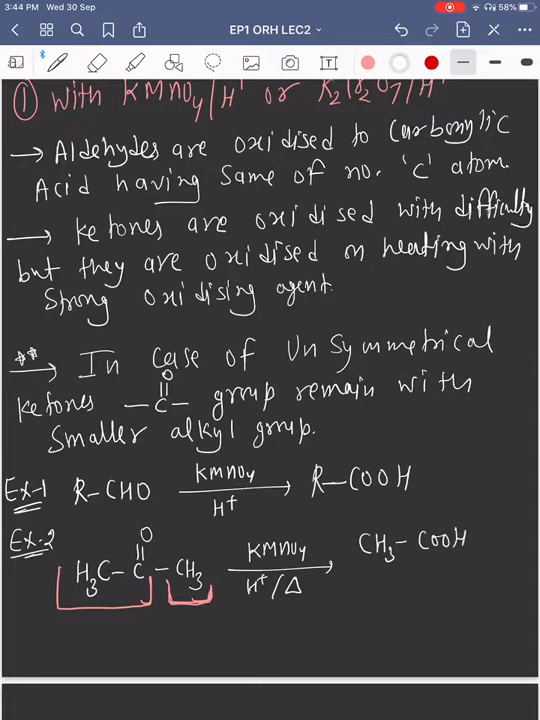 3:44 PM Wed 30 Sep
58%
EP1 ORH LEC2
① with KMnO4/H+ or K2Cr2O7/H+
→ Aldehydes are oxidised to Carboxylic
Acid having Same of no. 'C' atom.
→ ketones are oxidised with difficulty
but they are oxidised on heating with
Strong oxidising agent.
** → In case of UnSymmetrical
O
ketones —C— group remain with
Smaller alkyl group.
Ex-1 R—CHO KMnO4 H+ → R—COOH
Ex-2 O
H3C—C—CH3 KMnO4 H+/Δ → CH3—COOH